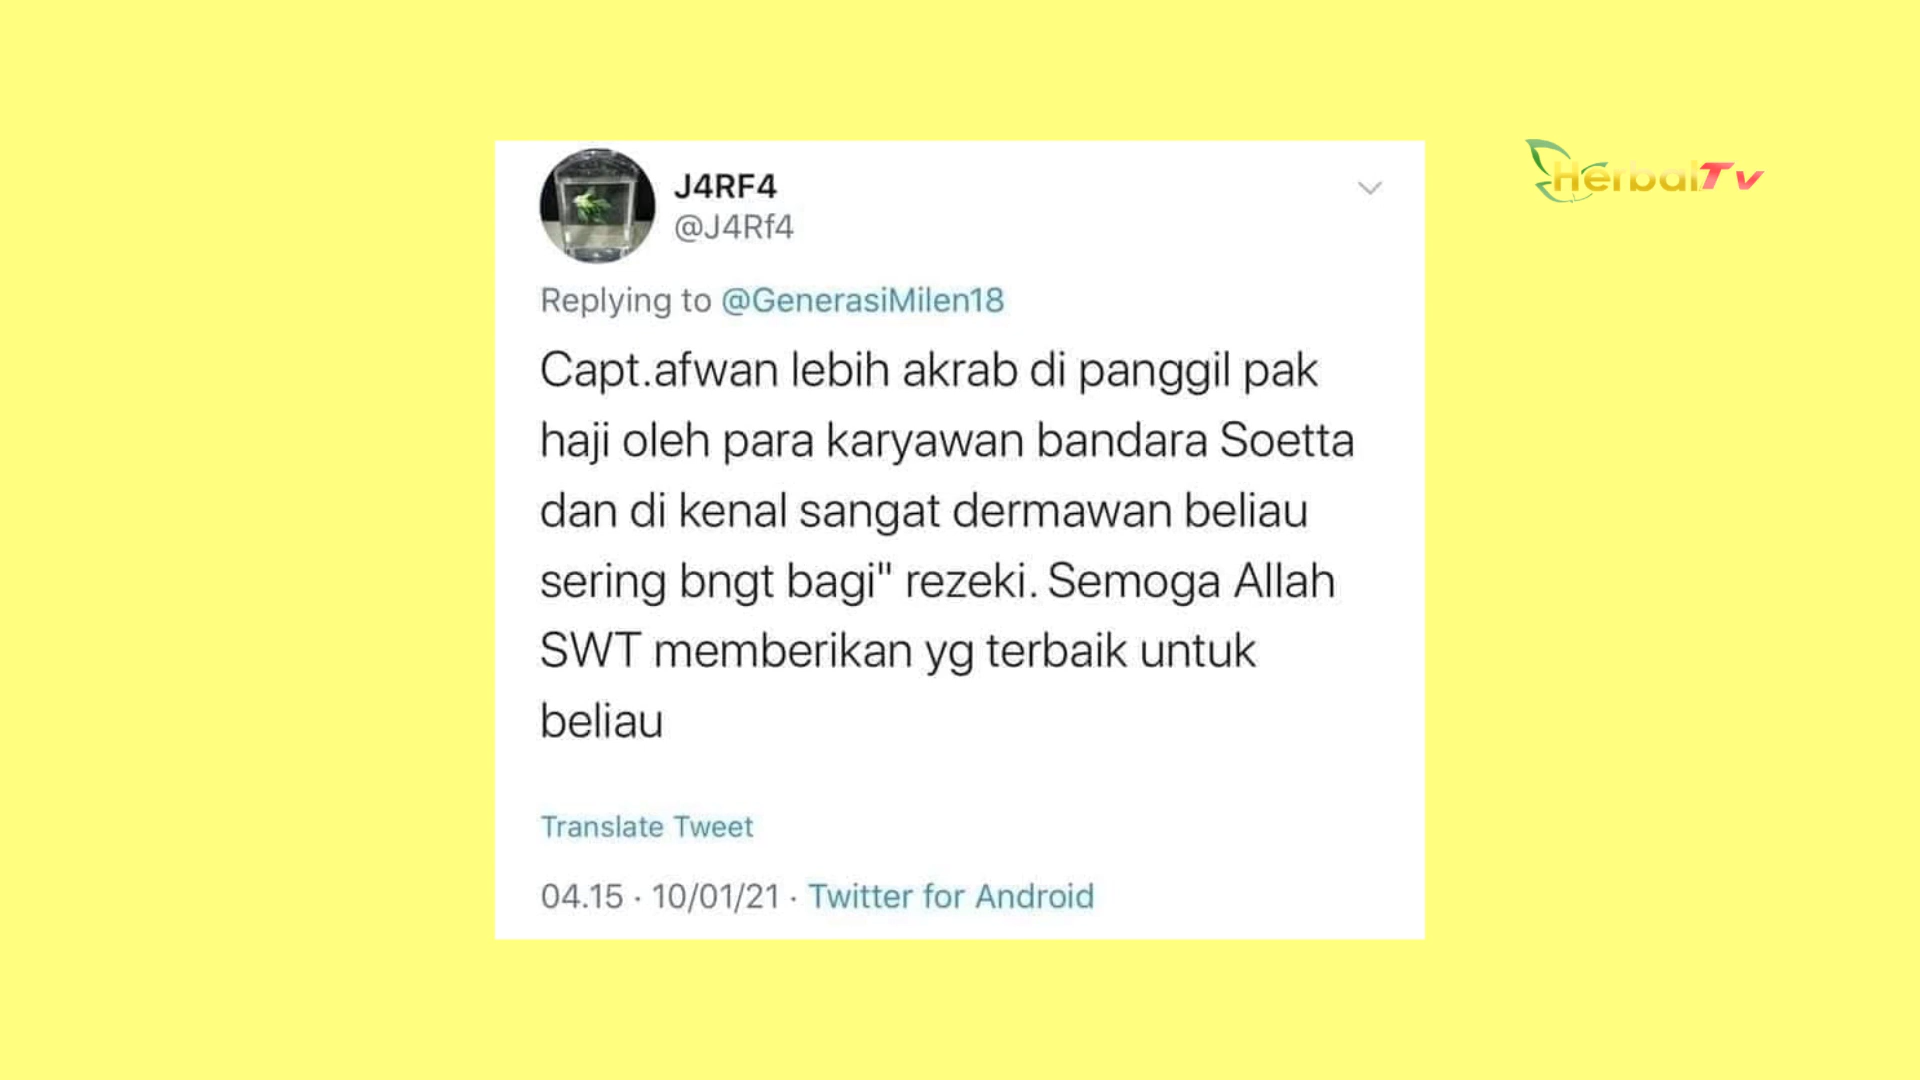 J4RF4
@J4Rf4
HerbalTv
Replying to @GenerasiMilen18
Capt.afwan lebih akrab di panggil pak
haji oleh para karyawan bandara Soetta
dan di kenal sangat dermawan beliau
sering bngt bagi" rezeki. Semoga Allah
SWT memberikan yg terbaik untuk
beliau
Translate Tweet
04.15 · 10/01/21 · Twitter for Android